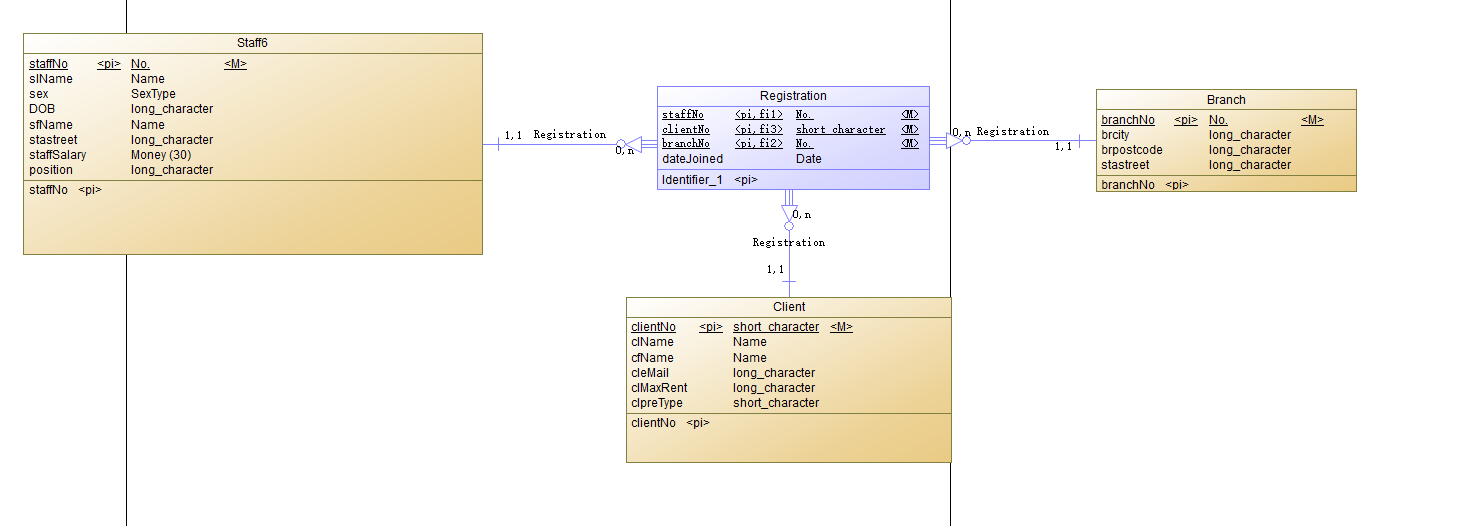 Staff6
staffNo <pi> No. <M>
slName Name
sex SexType
DOB long_character
sfName Name
stastreet long_character
staffSalary Money (30)
position long_character
staffNo <pi>
1,1 Registration 0,n
Registration
staffNo <pi,fi1> No. <M>
clientNo <pi,fi3> short_character <M>
branchNo <pi,fi2> No. <M>
dateJoined Date
Identifier_1 <pi>
0,n Registration 1,1
Branch
branchNo <pi> No. <M>
brcity long_character
brpostcode long_character
stastreet long_character
branchNo <pi>
0,n
Registration
1,1
Client
clientNo <pi> short_character <M>
clName Name
cfName Name
cleMail long_character
clMaxRent long_character
clpreType short_character
clientNo <pi>